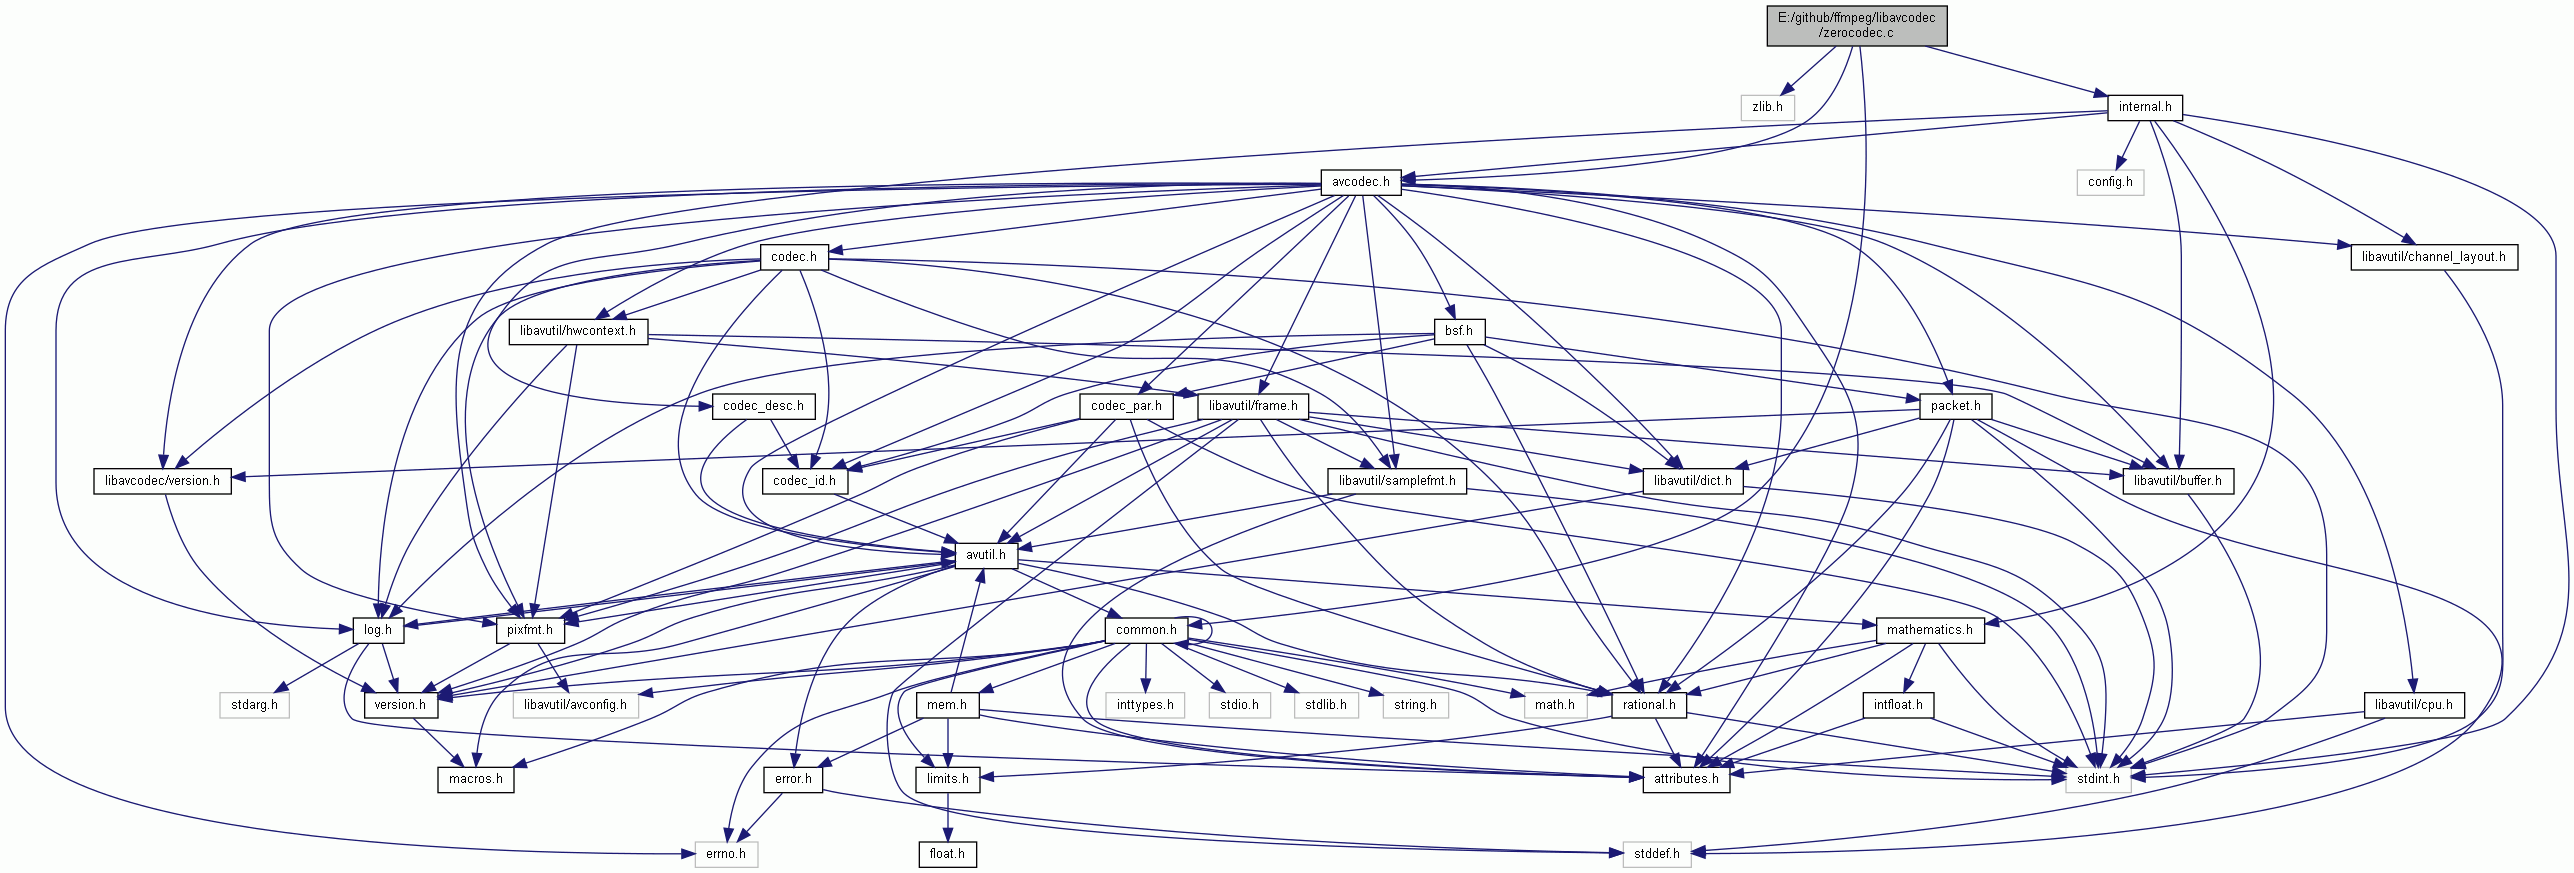 E:/github/ffmpeg/libavcodec
/zerocodec.c
zlib.h
internal.h
avcodec.h
config.h
codec.h
libavutil/channel_layout.h
libavutil/hwcontext.h
bsf.h
codec_desc.h
codec_par.h
libavutil/frame.h
packet.h
libavcodec/version.h
codec_id.h
libavutil/samplefmt.h
libavutil/dict.h
libavutil/buffer.h
avutil.h
log.h
pixfmt.h
common.h
mathematics.h
stdarg.h
version.h
libavutil/avconfig.h
mem.h
inttypes.h
stdio.h
stdlib.h
string.h
math.h
rational.h
intfloat.h
libavutil/cpu.h
macros.h
error.h
limits.h
attributes.h
stdint.h
errno.h
float.h
stddef.h